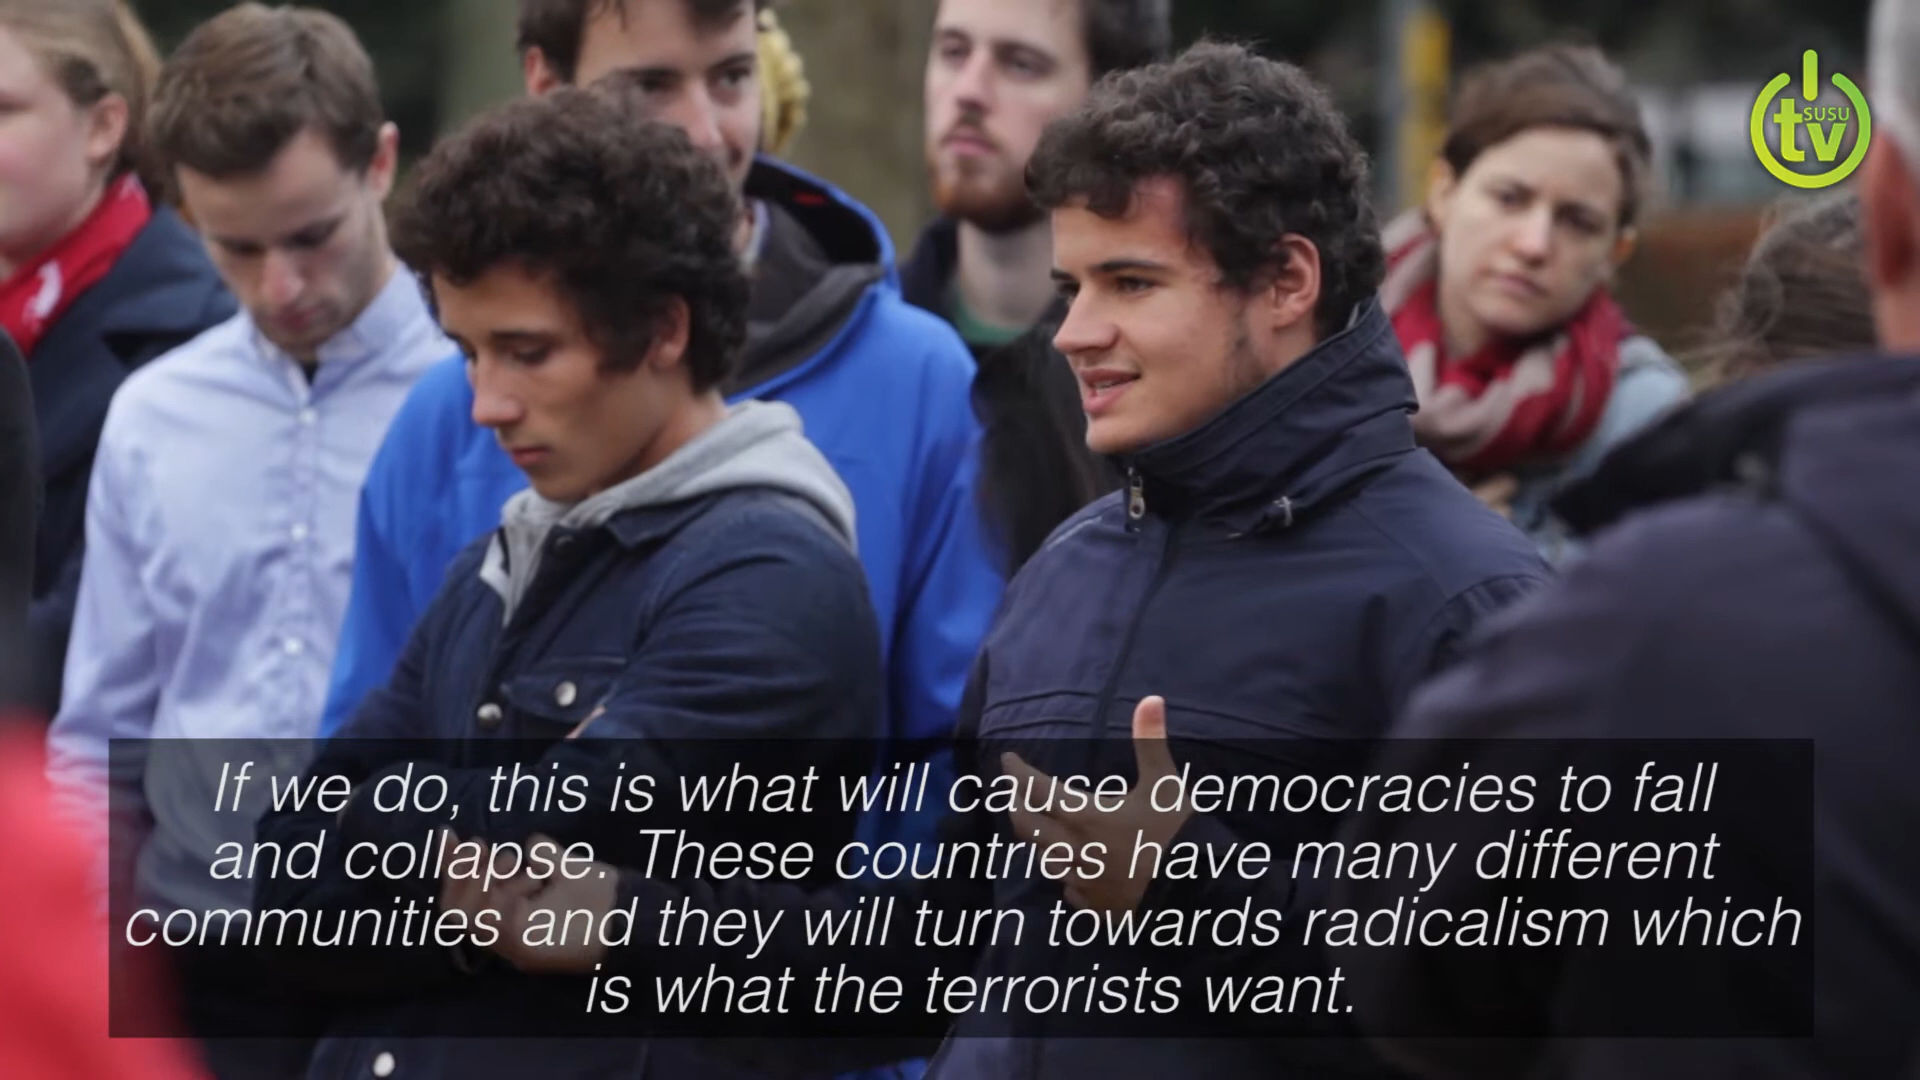 SUSU
tv
If we do, this is what will cause democracies to fall
and collapse. These countries have many different
communities and they will turn towards radicalism which
is what the terrorists want.